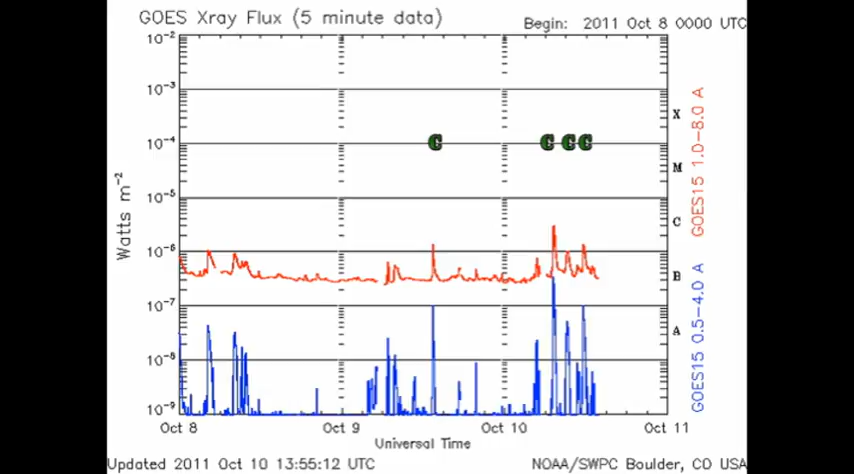 GOES Xray Flux (5 minute data)
Begin: 2011 Oct 8 0000 UTC
10-2
10-3
10-4
10-5
10-6
10-7
10-8
10-9
Watts m-2
C C C C
X
M
C
B
A
GOES15 1.0-8.0 A
GOES15 0.5-4.0 A
Oct 8 Oct 9 Oct 10 Oct 11
Universal Time
Updated 2011 Oct 10 13:55:12 UTC
NOAA/SWPC Boulder, CO USA